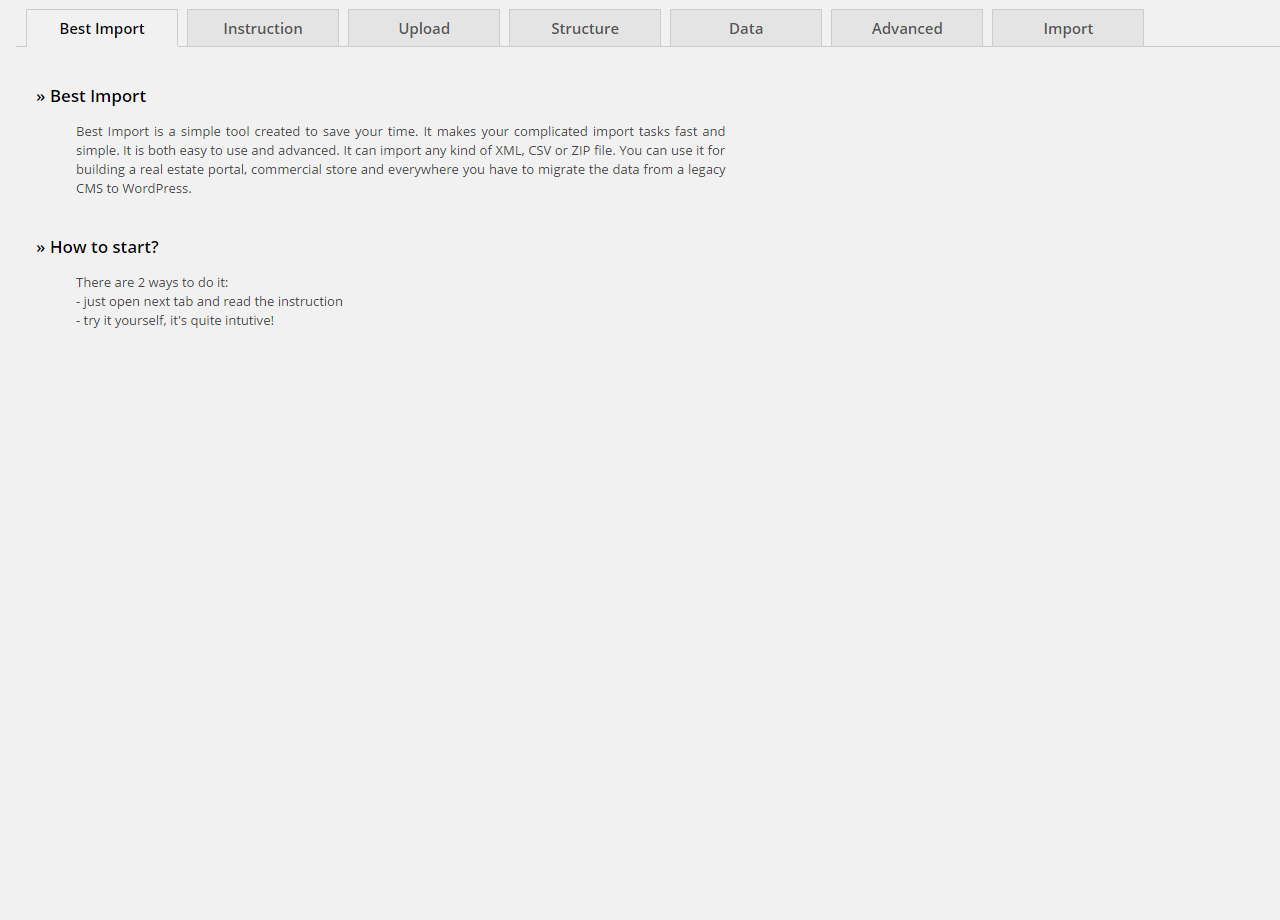 Best Import
Instruction
Upload
Structure
Data
Advanced
Import
» Best Import
Best Import is a simple tool created to save your time. It makes your complicated import tasks fast and
simple. It is both easy to use and advanced. It can import any kind of XML, CSV or ZIP file. You can use it for
building a real estate portal, commercial store and everywhere you have to migrate the data from a legacy
CMS to WordPress.
» How to start?
There are 2 ways to do it:
- just open next tab and read the instruction
- try it yourself, it's quite intutive!